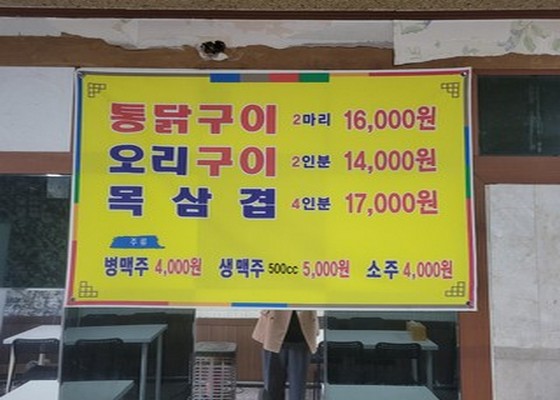 통닭구이 2마리 16,000원
오리구이 2인분 14,000원
목삼겹 4인분 17,000원
주류
병맥주 4,000원 생맥주 500cc 5,000원 소주 4,000원